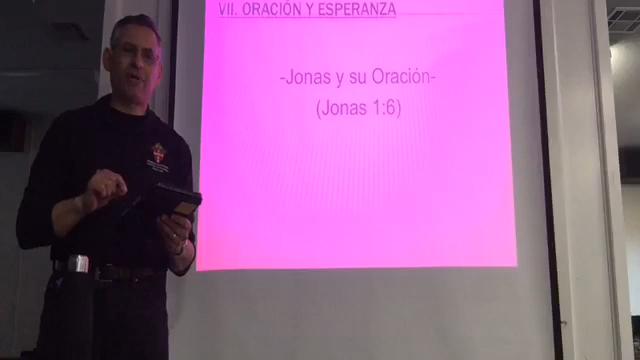 VII. ORACIÓN Y ESPERANZA
-Jonas y su Oración-
(Jonas 1:6)